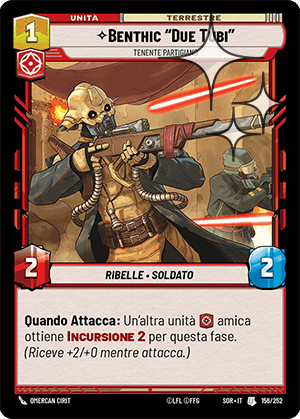 UNITÀ
TERRESTRE
1
Benthic "Due Tubi"
TENENTE PARTIGIANO
2
RIBELLE • SOLDATO
2
Quando Attacca: Un'altra unità amica
ottiene INCURSIONE 2 per questa fase.
(Riceve +2/+0 mentre attacca.)
OMERCAN CIRIT
©LFL ©FFG
SOR • IT
156/252